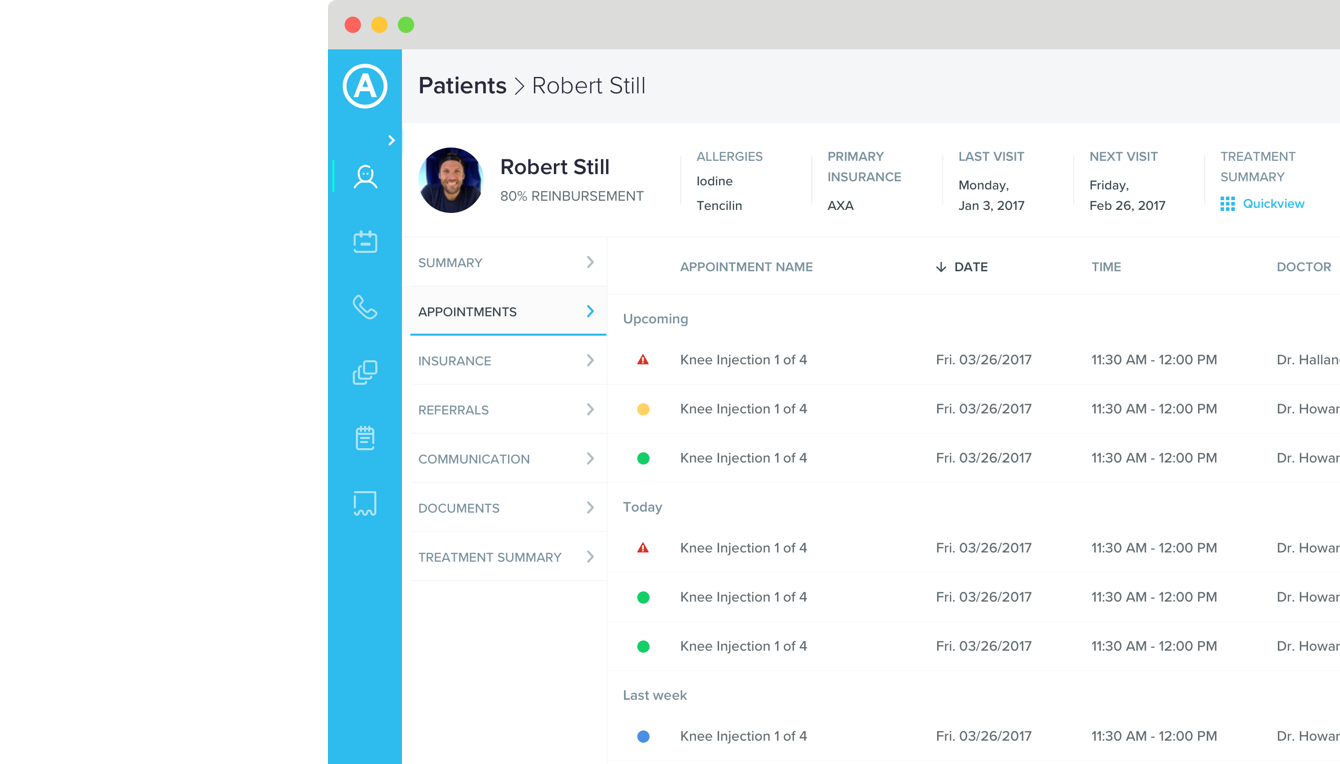 A
Patients > Robert Still
Robert Still
80% REIMBURSEMENT
ALLERGIES
Iodine
Tencilin
PRIMARY
INSURANCE
AXA
LAST VISIT
Monday,
Jan 3, 2017
NEXT VISIT
Friday,
Feb 26, 2017
TREATMENT
SUMMARY
Quickview
SUMMARY
APPOINTMENTS
INSURANCE
REFERRALS
COMMUNICATION
DOCUMENTS
TREATMENT SUMMARY
APPOINTMENT NAME DATE TIME DOCTOR
Upcoming
Knee Injection 1 of 4 Fri. 03/26/2017 11:30 AM - 12:00 PM Dr. Hallan
Knee Injection 1 of 4 Fri. 03/26/2017 11:30 AM - 12:00 PM Dr. Howar
Knee Injection 1 of 4 Fri. 03/26/2017 11:30 AM - 12:00 PM Dr. Howar
Today
Knee Injection 1 of 4 Fri. 03/26/2017 11:30 AM - 12:00 PM Dr. Howar
Knee Injection 1 of 4 Fri. 03/26/2017 11:30 AM - 12:00 PM Dr. Howar
Knee Injection 1 of 4 Fri. 03/26/2017 11:30 AM - 12:00 PM Dr. Howar
Last week
Knee Injection 1 of 4 Fri. 03/26/2017 11:30 AM - 12:00 PM Dr. Howar